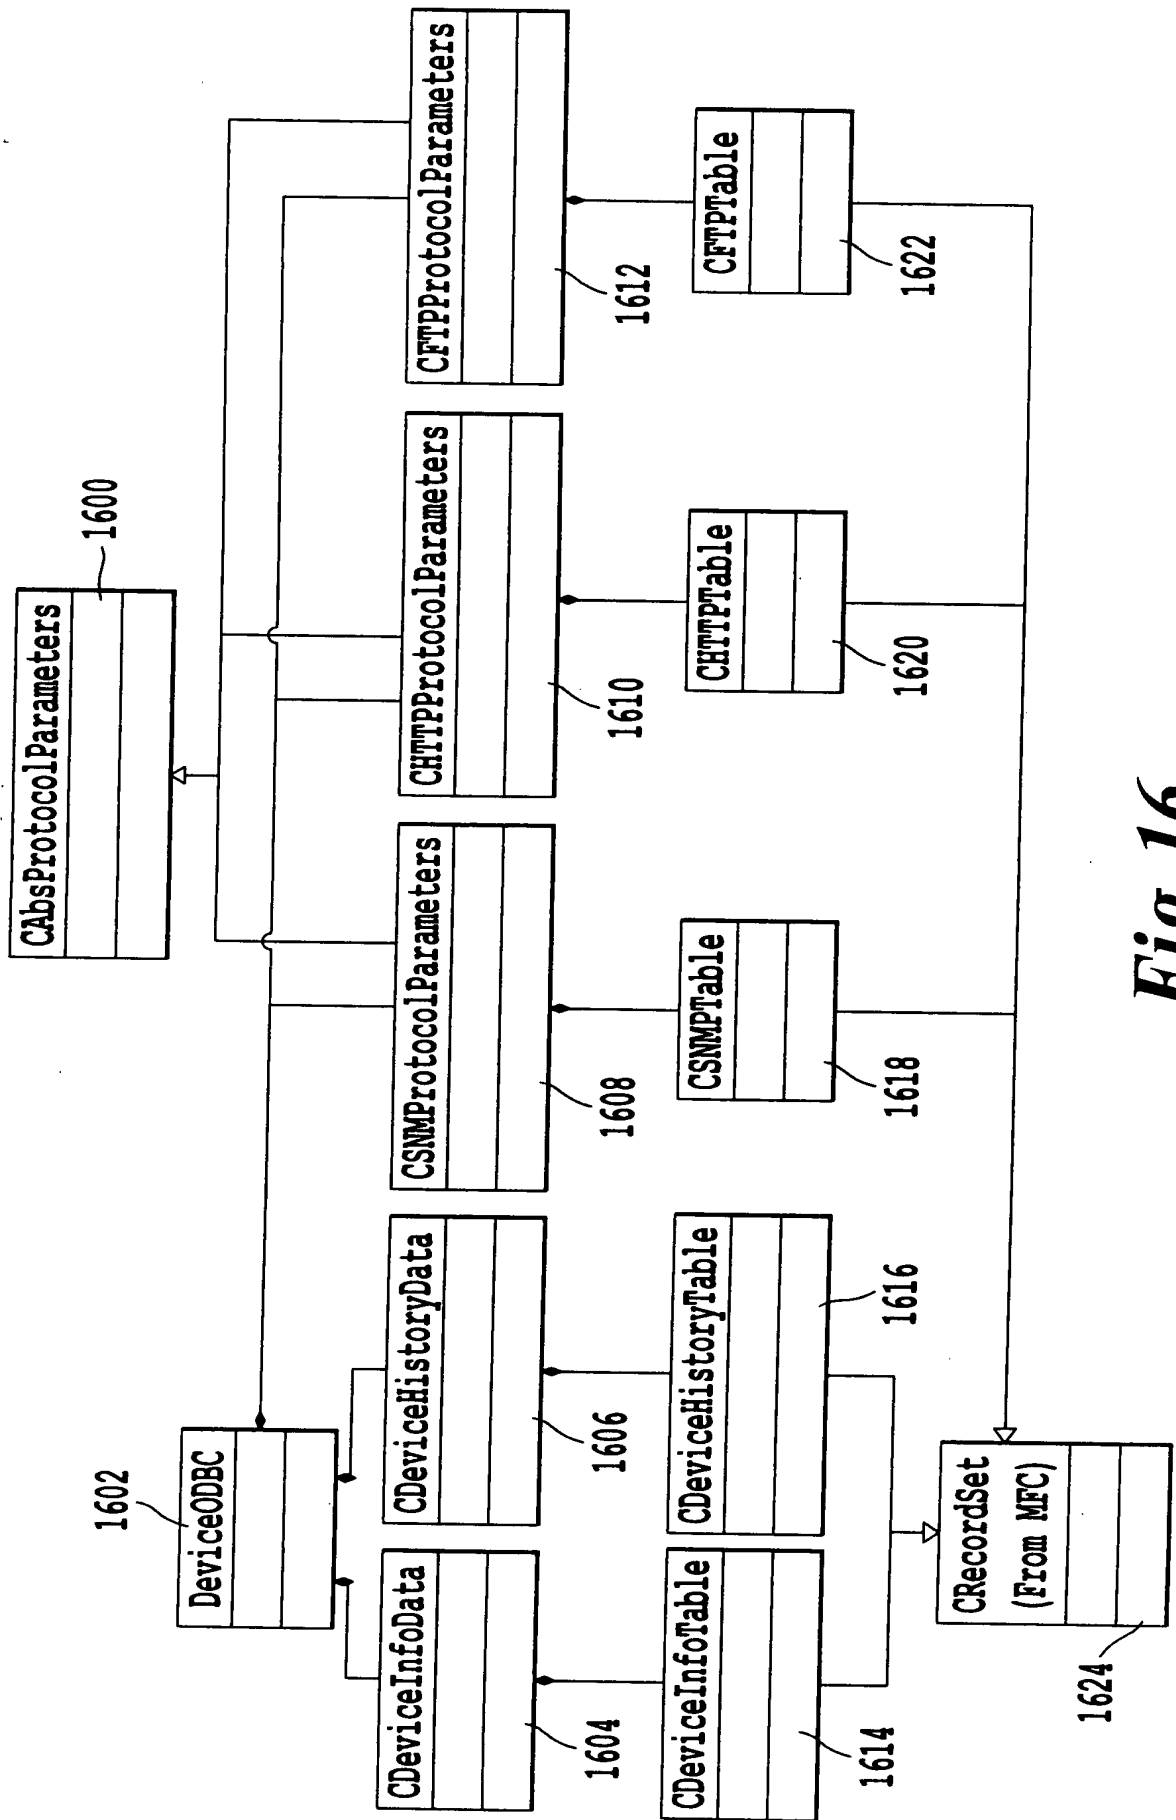 CAbsProtocolParameters
1600
1602
DeviceODBC
CDeviceInfoData
1604
CDeviceHistoryData
1606
CSNMProtocolParameters
1608
CHTTPProtocolParameters
1610
CFTPProtocolParameters
1612
CDeviceInfoTable
1614
CDeviceHistoryTable
1616
CSNMPTable
1618
CHTTPTable
1620
CFTPTable
1622
CRecordSet
(From MFC)
1624
Fig. 16